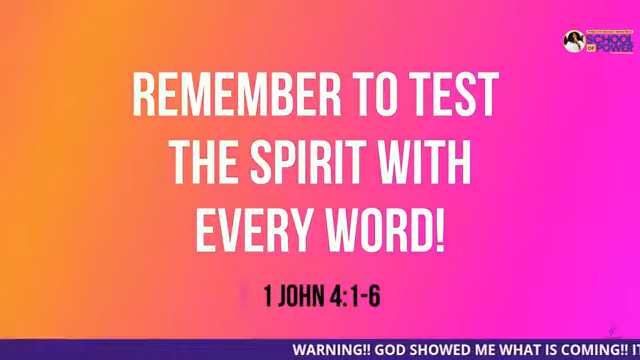 SCHOOL
OF POWER
REMEMBER TO TEST
THE SPIRIT WITH
EVERY WORD!
1 JOHN 4:1-6
WARNING!! GOD SHOWED ME WHAT IS COMING!!